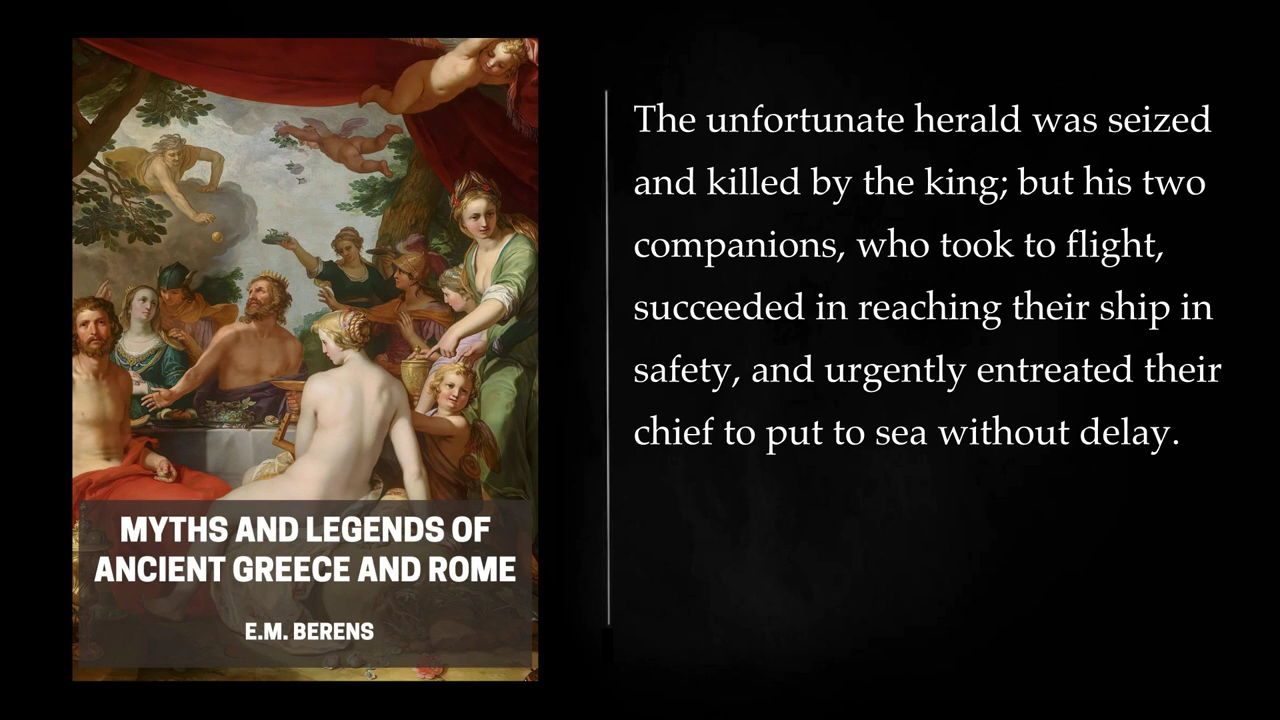 MYTHS AND LEGENDS OF
ANCIENT GREECE AND ROME
E.M. BERENS
The unfortunate herald was seized
and killed by the king; but his two
companions, who took to flight,
succeeded in reaching their ship in
safety, and urgently entreated their
chief to put to sea without delay.